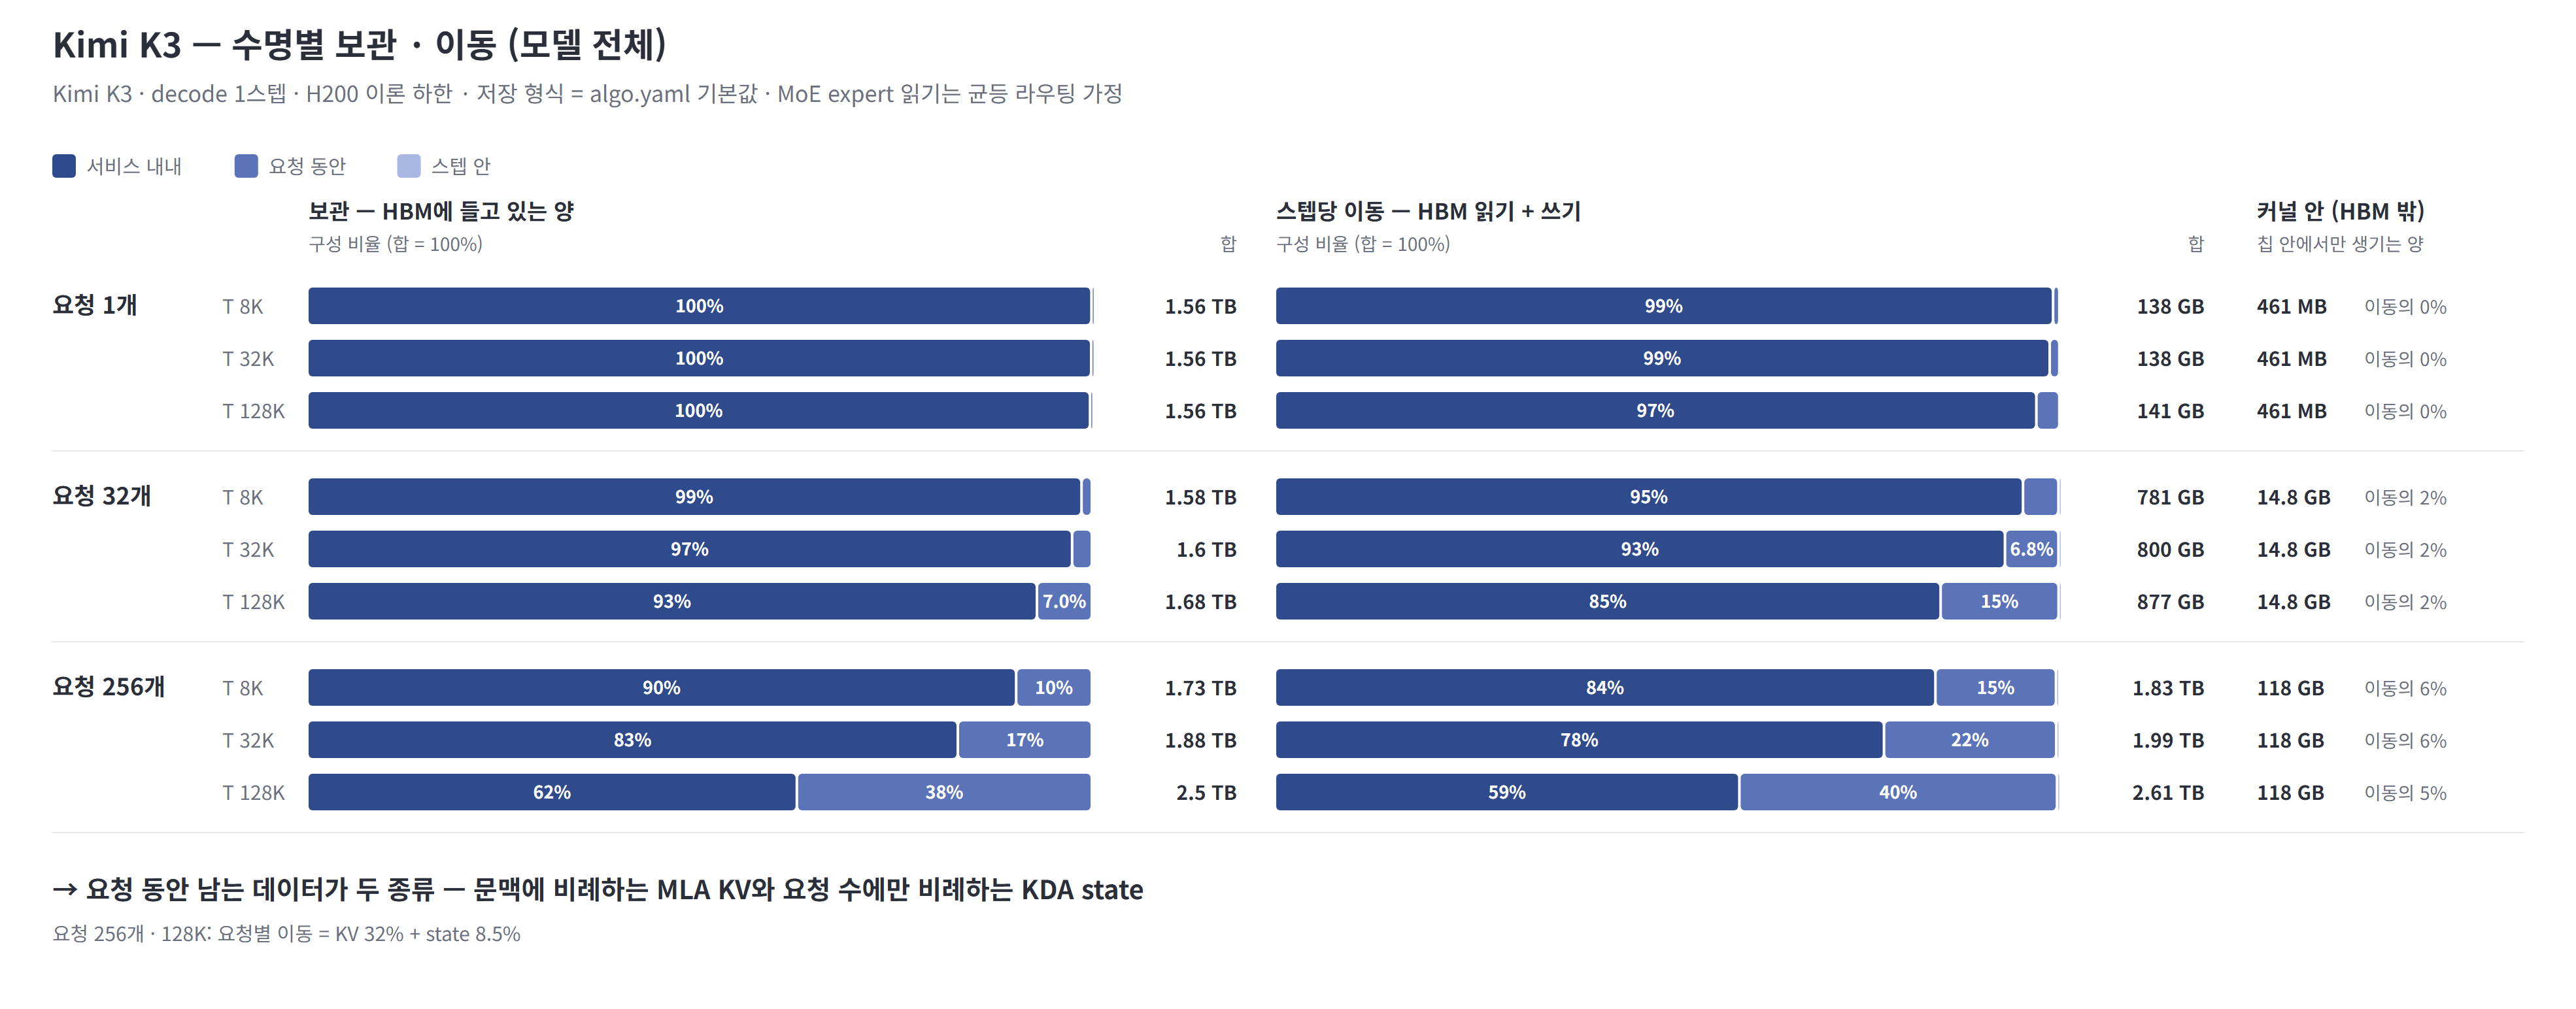 Kimi K3 — 수명별 보관 · 이동 (모델 전체)
Kimi K3 · decode 1스텝 · H200 이론 하한 · 저장 형식 = algo.yaml 기본값 · MoE expert 읽기는 균등 라우팅 가정
서비스 내내 요청 동안 스텝 안
보관 — HBM에 들고 있는 양 스텝당 이동 — HBM 읽기 + 쓰기 커널 안 (HBM 밖)
구성 비율 (합 = 100%) 합 구성 비율 (합 = 100%) 합 칩 안에서만 생기는 양
요청 1개 T 8K 100% 1.56 TB 99% 138 GB 461 MB 이동의 0%
T 32K 100% 1.56 TB 99% 138 GB 461 MB 이동의 0%
T 128K 100% 1.56 TB 97% 141 GB 461 MB 이동의 0%
요청 32개 T 8K 99% 1.58 TB 95% 781 GB 14.8 GB 이동의 2%
T 32K 97% 1.6 TB 93% 6.8% 800 GB 14.8 GB 이동의 2%
T 128K 93% 7.0% 1.68 TB 85% 15% 877 GB 14.8 GB 이동의 2%
요청 256개 T 8K 90% 10% 1.73 TB 84% 15% 1.83 TB 118 GB 이동의 6%
T 32K 83% 17% 1.88 TB 78% 22% 1.99 TB 118 GB 이동의 6%
T 128K 62% 38% 2.5 TB 59% 40% 2.61 TB 118 GB 이동의 5%
→ 요청 동안 남는 데이터가 두 종류 — 문맥에 비례하는 MLA KV와 요청 수에만 비례하는 KDA state
요청 256개 · 128K: 요청별 이동 = KV 32% + state 8.5%